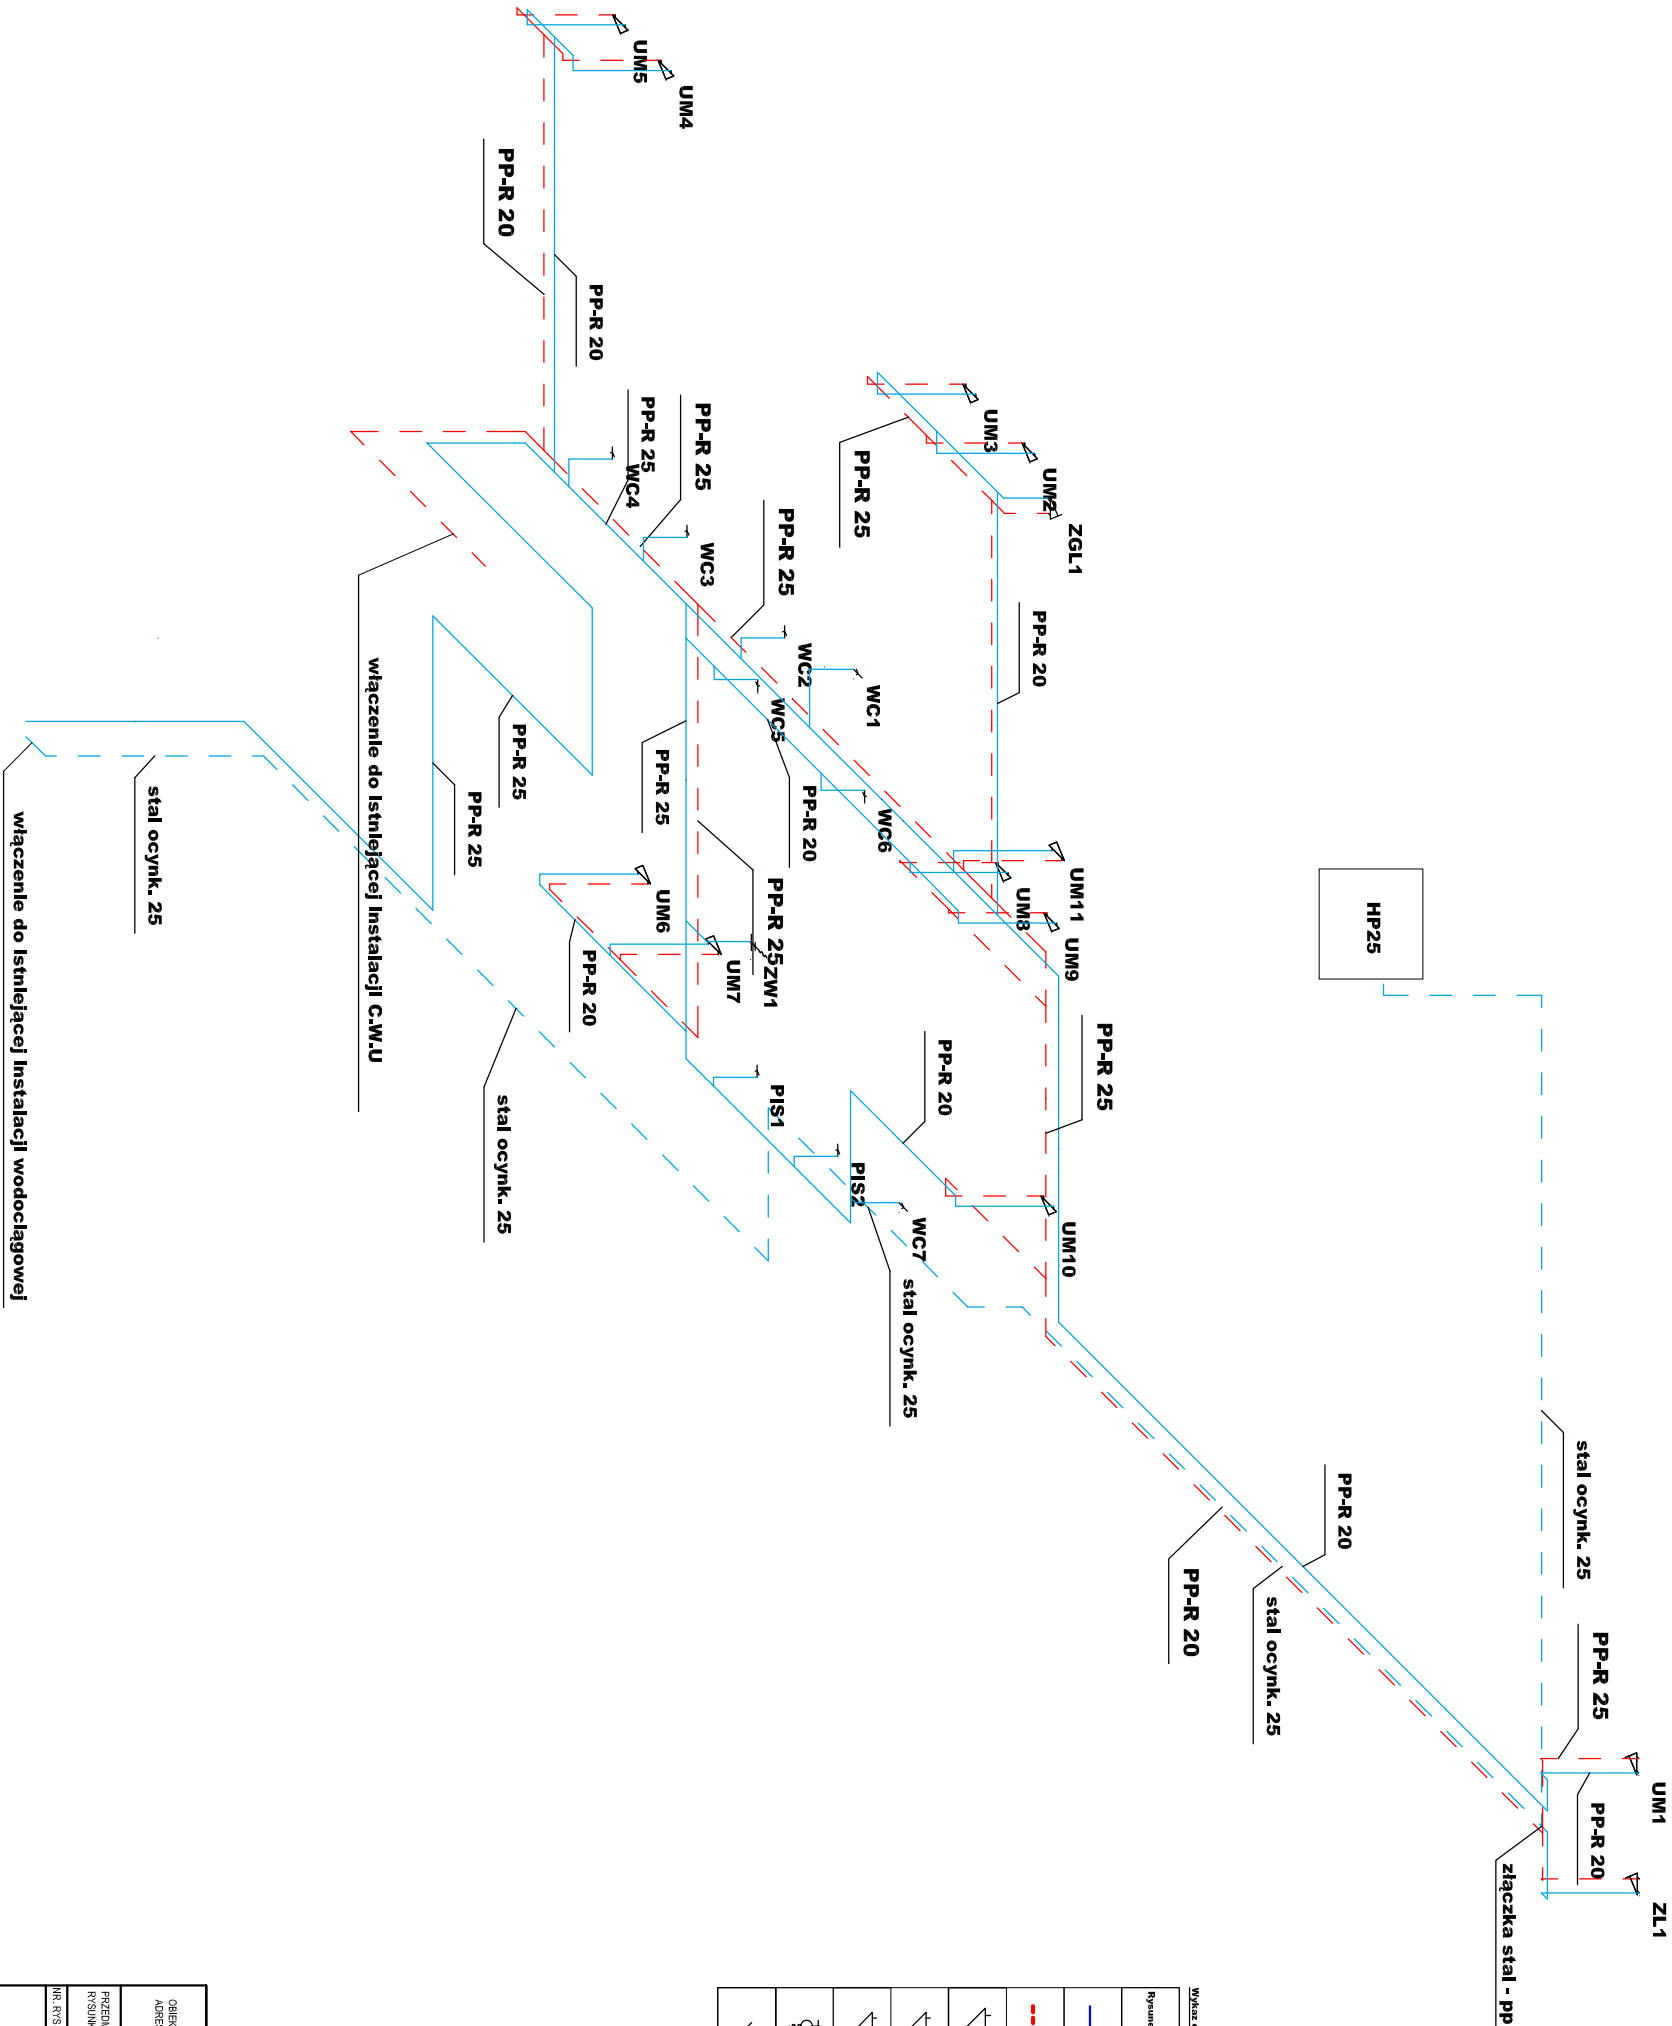 UM5
UM4
PP-R 20
PP-R 20
UM3
UM2
ZGL1
PP-R 25
PP-R 20
PP-R 25
WC4
PP-R 25
WC3
PP-R 25
WC2
WC1
WC5
WC6
PP-R 20
PP-R 25
PP-R 25
PP-R 25
PP-R 25
ZW1
UM11
UM8
UM9
HP25
UM6
UM7
PP-R 20
włączenie do istniejącej instalacji C.W.U
włączenie do istniejącej instalacji wodociągowej
stal ocynk. 25
stal ocynk. 25
PIS1
PIS2
WC7
PP-R 20
PP-R 25
UM10
stal ocynk. 25
PP-R 20
PP-R 20
stal ocynk. 25
stal ocynk. 25
PP-R 25
UM1
PP-R 20
ZL1
złączka stal - pp
Wykaz
NR. RYS